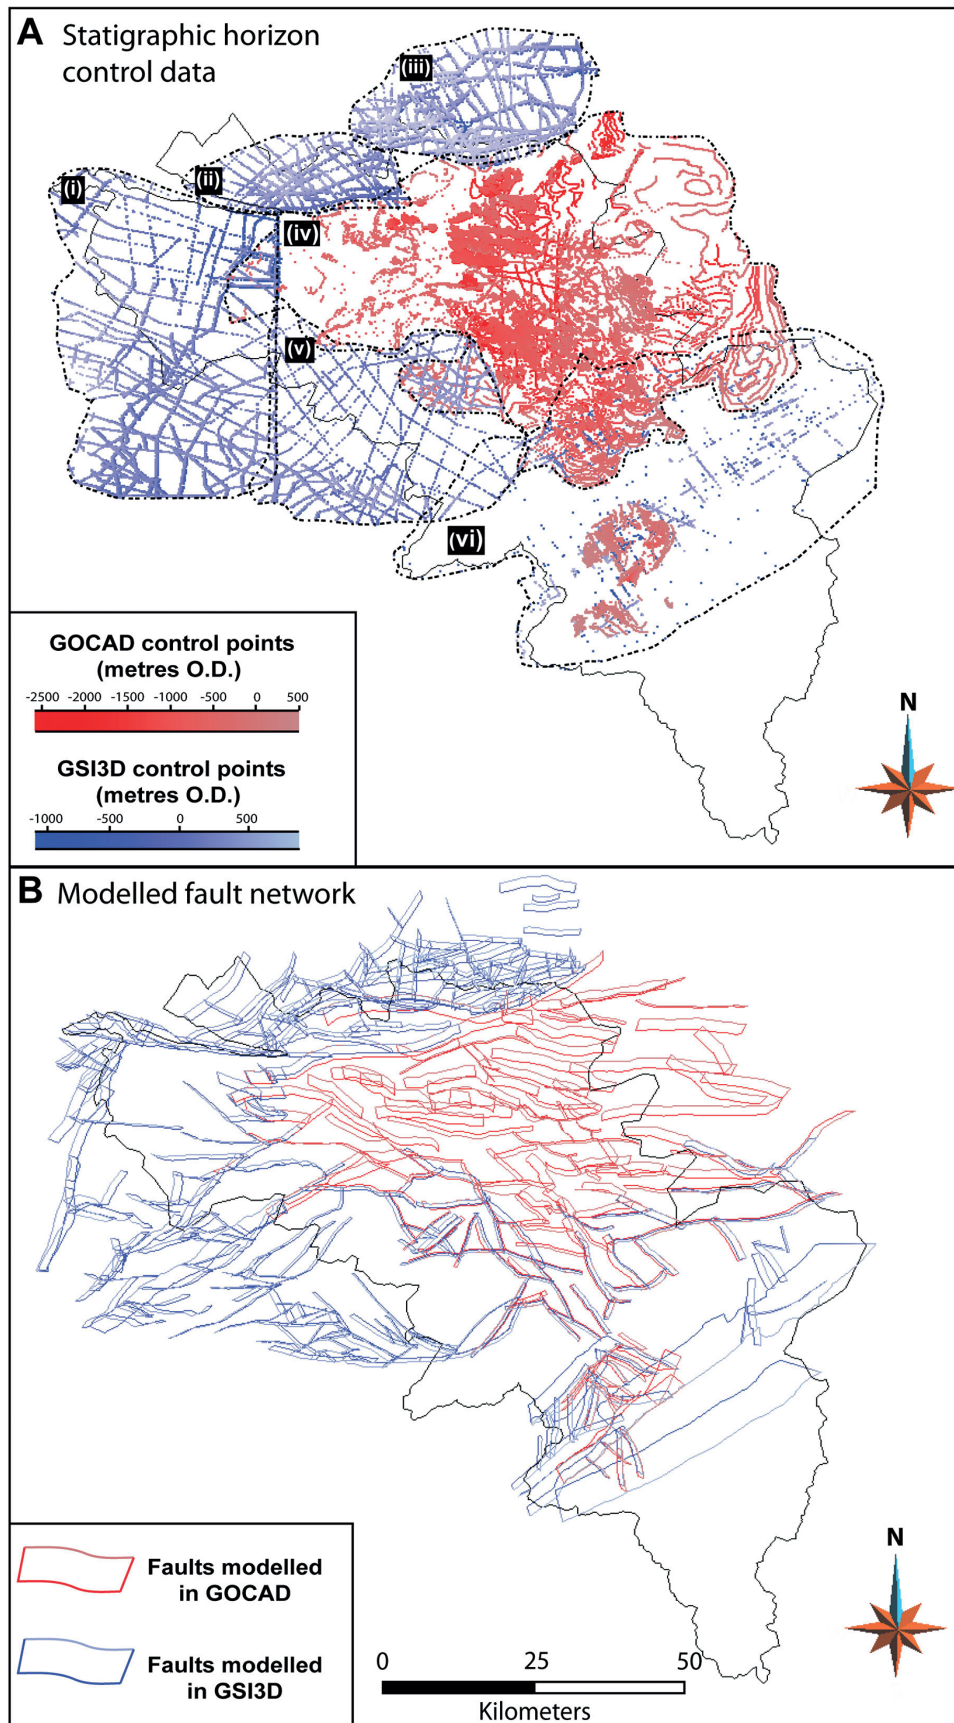 A Statigraphic horizon
control data
(iii)
(ii)
(i)
(iv)
(v)
(vi)
GOCAD control points
(metres O.D.)
-2500 -2000 -1500 -1000 -500 0 500
GSI3D control points
(metres O.D.)
-1000 -500 0 500
N
B Modelled fault network
Faults modelled
in GOCAD
Faults modelled
in GSI3D
0 25 50
Kilometers
N